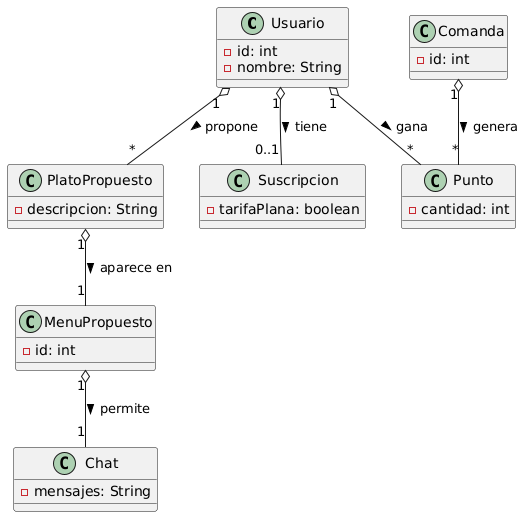 C Usuario
id: int
nombre: String
C Comanda
id: int
1 1 1 1
propone tiene gana genera
* 0..1 * *
C PlatoPropuesto
descripcion: String
C Suscripcion
tarifaPlana: boolean
C Punto
cantidad: int
1
aparece en
1
C MenuPropuesto
id: int
1
permite
1
C Chat
mensajes: String